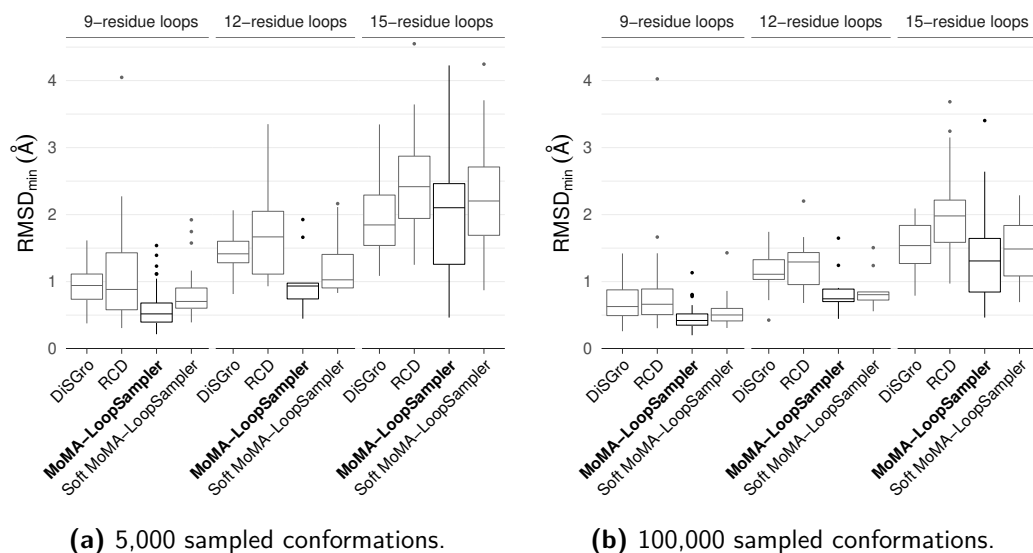 (a)
9−residue loops 12−residue loops 15−residue loops
RMSDmin (Å)
4
3
2
1
0
DiSGro
RCD
MoMA−LoopSampler
Soft MoMA−LoopSampler
DiSGro
RCD
MoMA−LoopSampler
Soft MoMA−LoopSampler
DiSGro
RCD
MoMA−LoopSampler
Soft MoMA−LoopSampler
(a) 5,000 sampled conformations.
(b)
9−residue loops 12−residue loops 15−residue loops
RMSDmin (Å)
4
3
2
1
0
DiSGro
RCD
MoMA−LoopSampler
Soft MoMA−LoopSampler
DiSGro
RCD
MoMA−LoopSampler
Soft MoMA−LoopSampler
DiSGro
RCD
MoMA−LoopSampler
Soft MoMA−LoopSampler
(b) 100,000 sampled conformations.